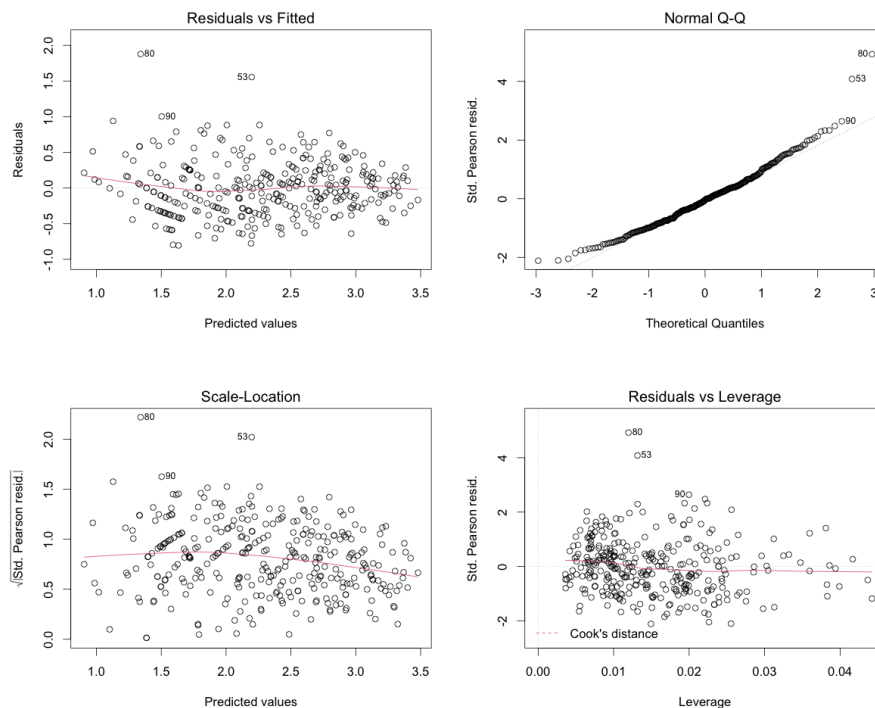 Residuals vs Fitted
Residuals
2.0
1.5
1.0
0.5
0.0
-0.5
-1.0
80
53
90
1.0 1.5 2.0 2.5 3.0 3.5
Predicted values
Normal Q-Q
Std. Pearson resid.
4
2
0
-2
80
53
90
-3 -2 -1 0 1 2 3
Theoretical Quantiles
Scale-Location
√|Std. Pearson resid.|
2.0
1.5
1.0
0.5
0.0
80
53
90
1.0 1.5 2.0 2.5 3.0 3.5
Predicted values
Residuals vs Leverage
Std. Pearson resid.
4
2
0
-2
80
53
90
Cook's distance
0.00 0.01 0.02 0.03 0.04
Leverage